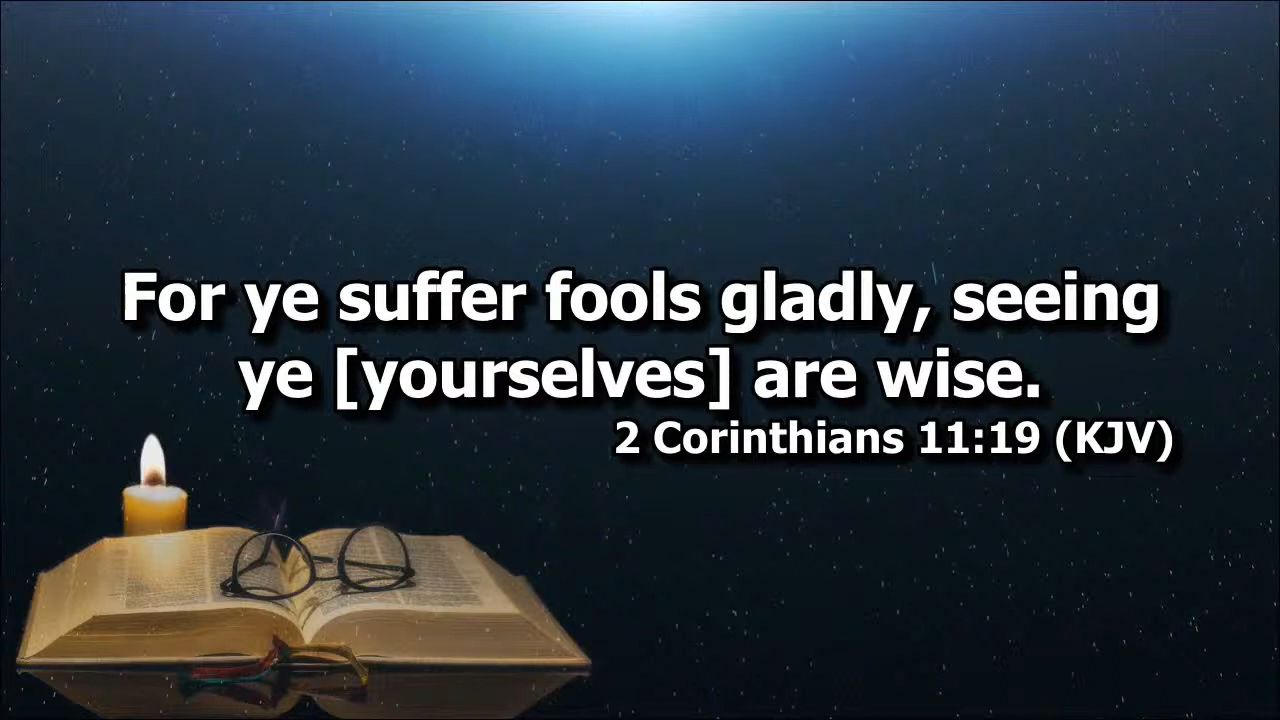 For ye suffer fools gladly, seeing
ye [yourselves] are wise.
2 Corinthians 11:19 (KJV)